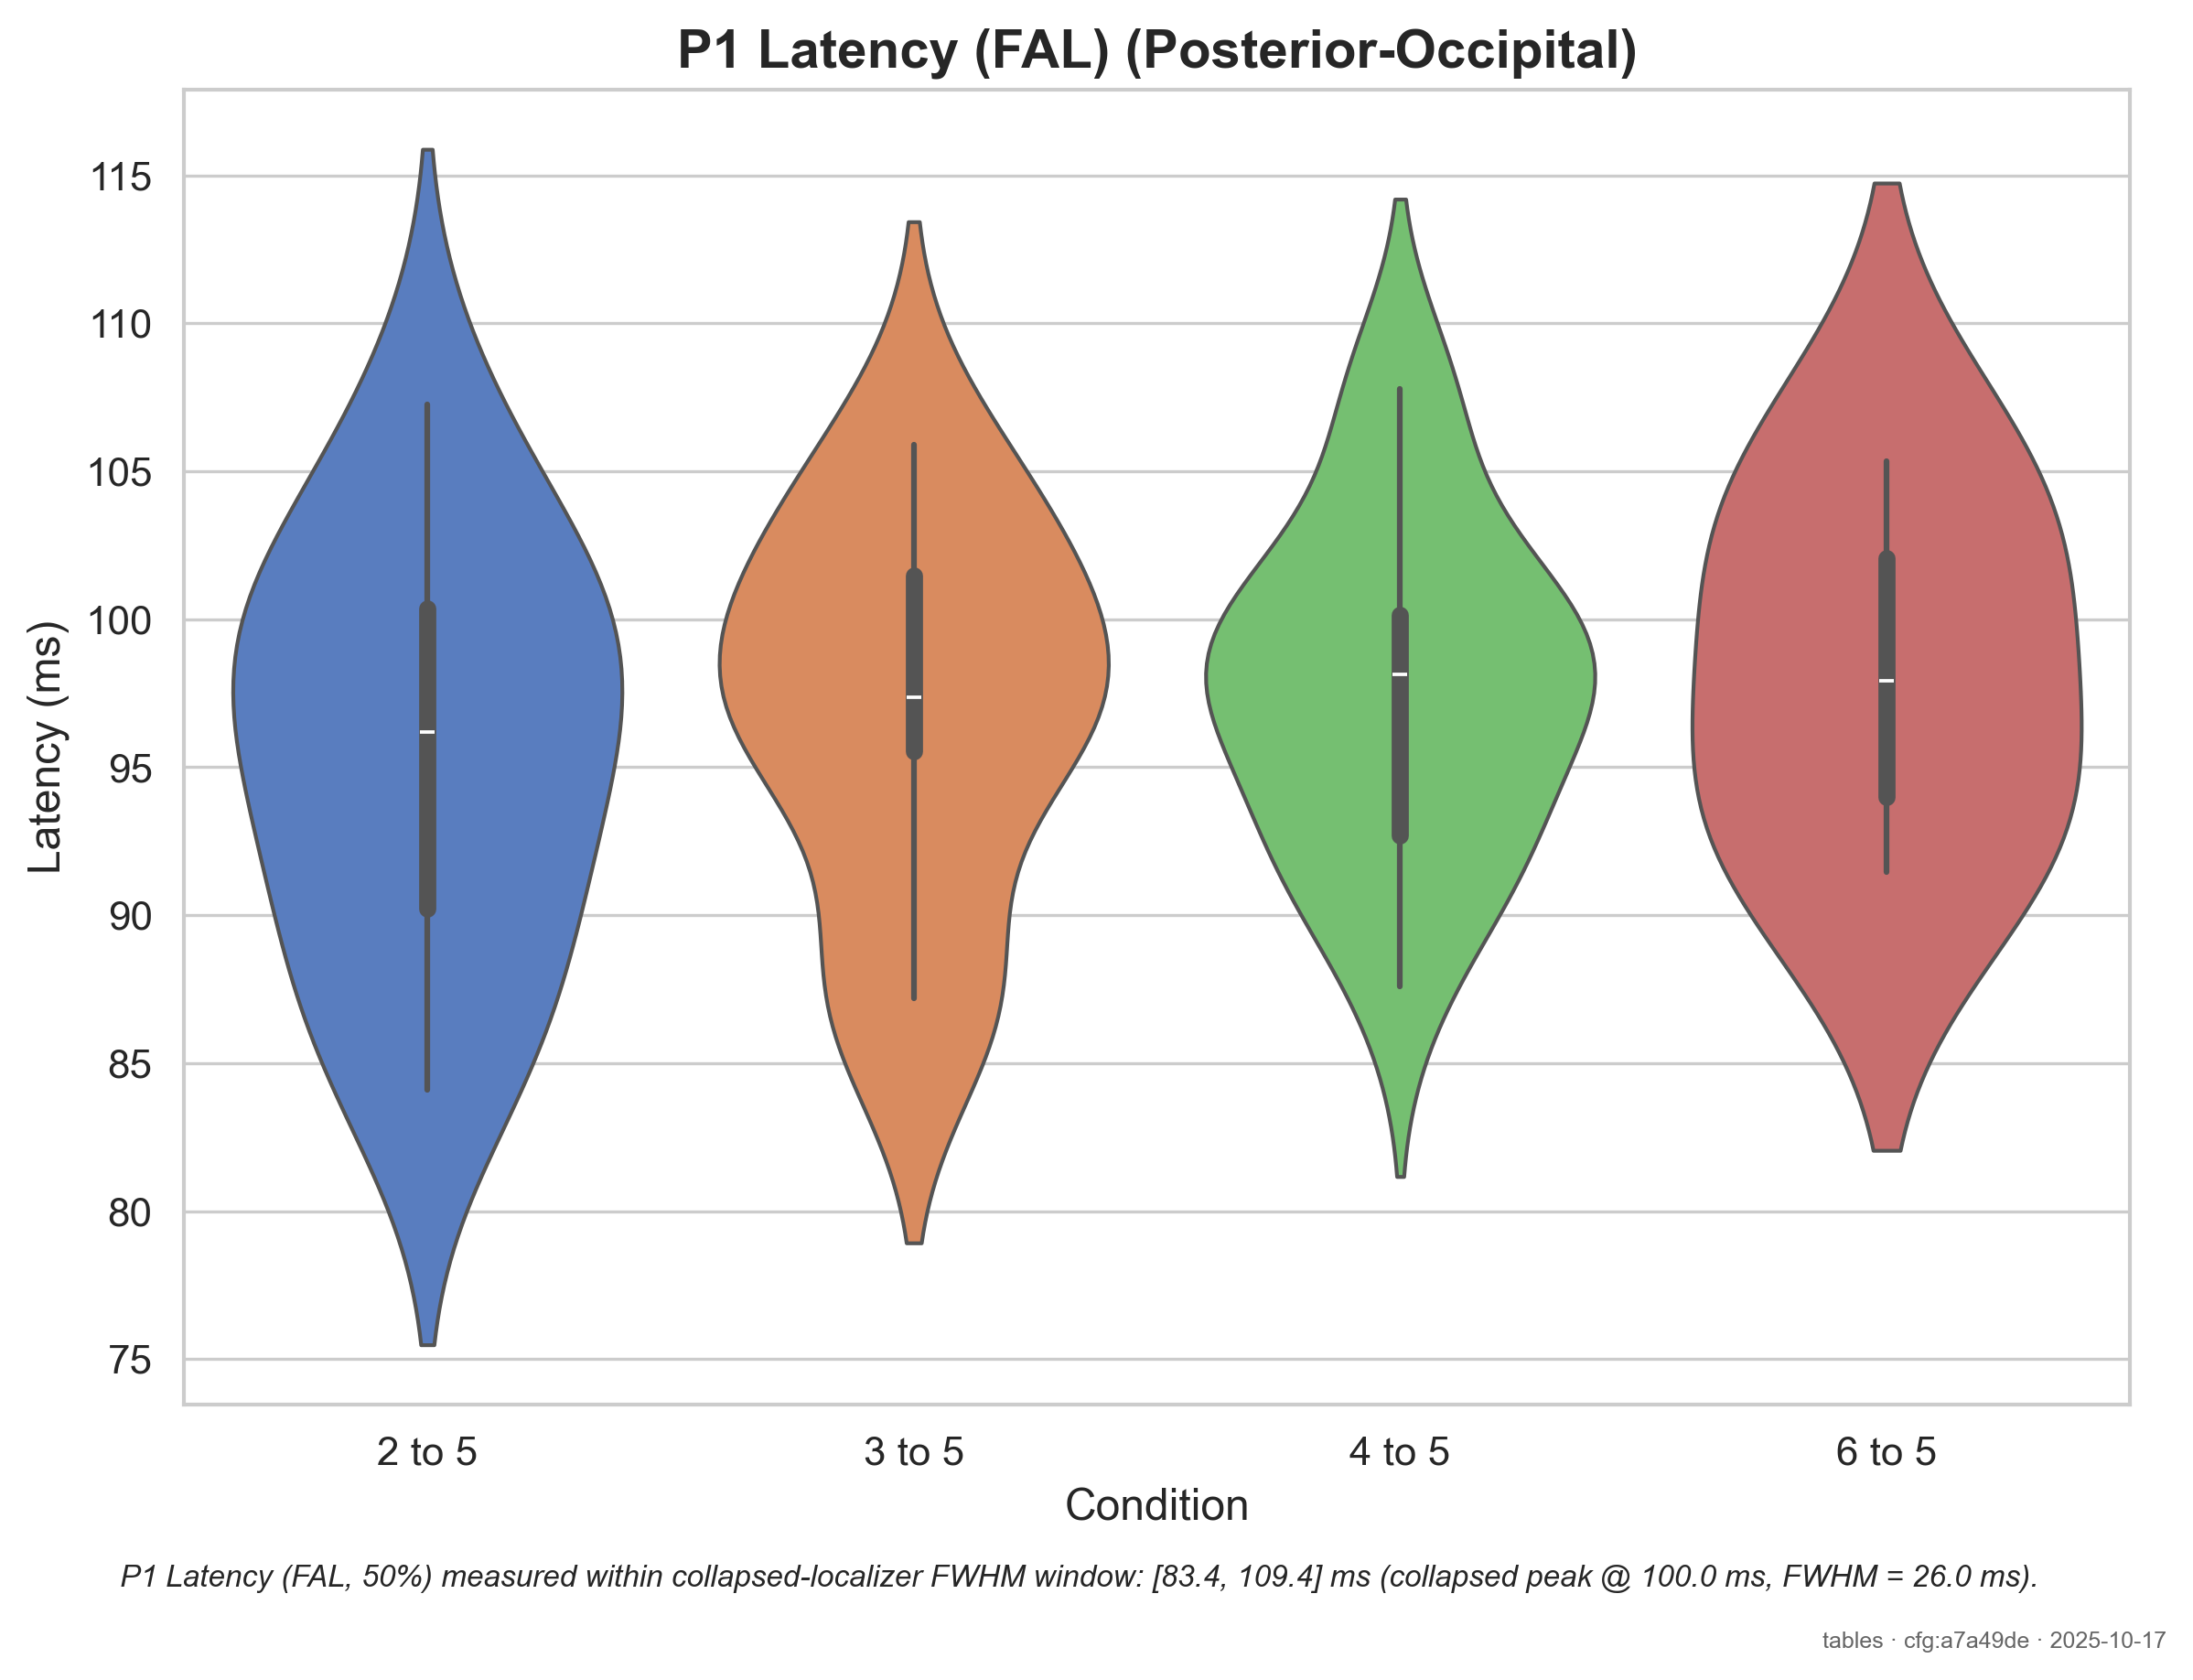 P1 Latency (FAL) (Posterior-Occipital)
Latency (ms)
115
110
105
100
95
90
85
80
75
2 to 5
3 to 5
4 to 5
6 to 5
Condition
P1 Latency (FAL, 50%) measured within collapsed-localizer FWHM window: [83.4, 109.4] ms (collapsed peak @ 100.0 ms, FWHM = 26.0 ms).
tables · cfg:a7a49de · 2025-10-17